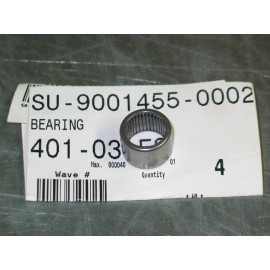 SU-9001455-0002
BEARING
401-03
Max. 000040 01
Wave # Quantity 4